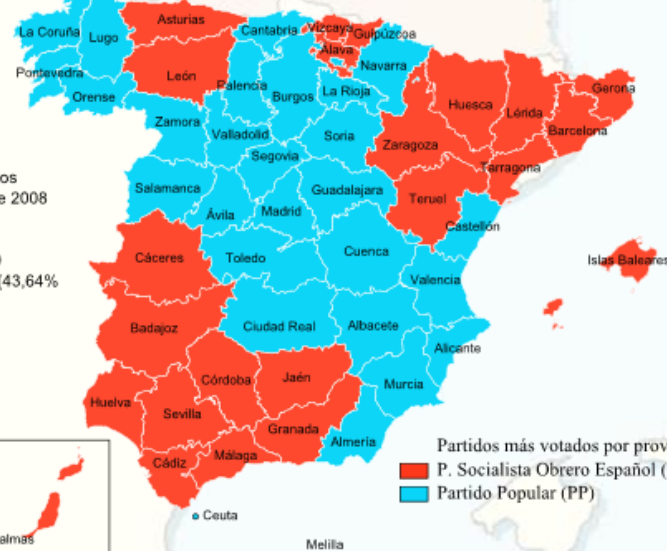 Asturias
La Coruña
Lugo
Cantabria
Vizcaya
Guipúzcoa
Álava
Pontevedra
León
Navarra
Orense
Palencia
Burgos
La Rioja
Huesca
Gerona
Lérida
Zamora
Valladolid
Soria
Zaragoza
Barcelona
Segovia
Tarragona
os
Salamanca
Guadalajara
e 2008
Ávila
Madrid
Teruel
Castellón
Cáceres
Toledo
Cuenca
Islas Baleares
)
(43,64%
Valencia
Badajoz
Ciudad Real
Albacete
Alicante
Córdoba
Jaén
Murcia
Huelva
Sevilla
Granada
Almería
Partidos más votados por prov
Cádiz
Málaga
P. Socialista Obrero Español (
Partido Popular (PP)
Ceuta
almas
Melilla